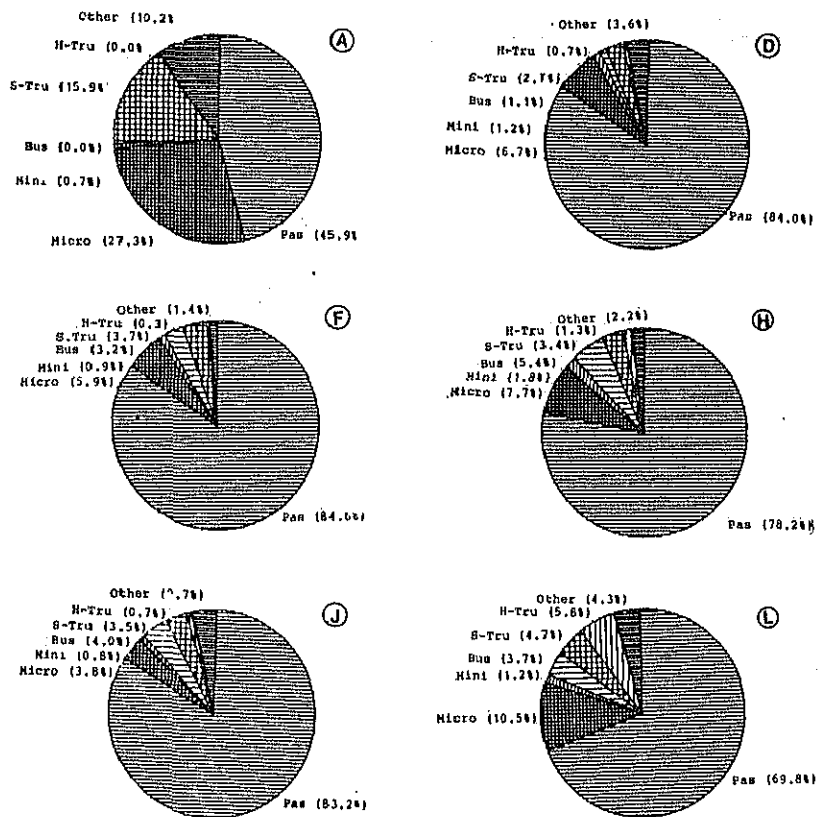 Other (10,2%
A
H-Tru (0.0%
S-Tru (15.9%
Bus (0.0%)
Mini (0.7%)
Micro (27,3%)
Pas (45,9%
Other (3.6%)
D
H-Tru (0.7%)
S-Tru
Bus (1.1%)
Mini (1.2%)
Micro (6.7%)
Pas (84.0%)
Other (1.4%)
F
H-Tru (0.3)
S.Tru (3.7%)
Bus (3.2%)
Mini (0.9%)
Micro (5.9%)
Pas
Other (2.2%)
H
H-Tru (1.3%)
S-Tru (3.4%)
Bus (5.4%)
Mini (1.8%)
Micro (7.7%)
Pas (78,2%)
Other
J
H-Tru (0.7%)
S-Tru (3.5%)
Bus (4.0%)
Mini (0.8%)
Micro (3.8%)
Pas (83,2%)
Other (4.3%)
L
H-Tru (5.8%)
S-Tru (4.7%)
Bus (3.7%)
Mini (1.2%)
Micro (10.5%)
Pas (69.8%)